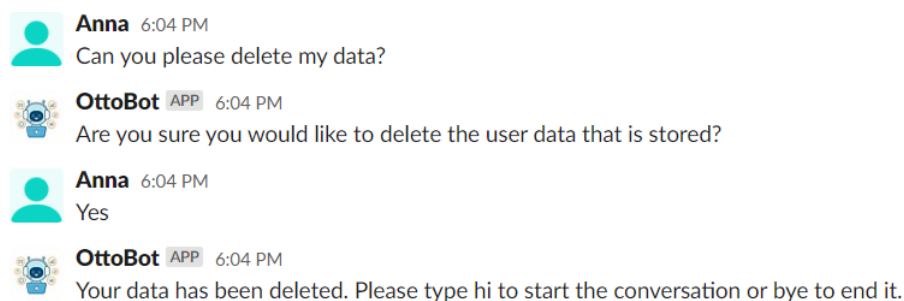 Anna 6:04 PM
Can you please delete my data?
OttoBot APP 6:04 PM
Are you sure you would like to delete the user data that is stored?
Anna 6:04 PM
Yes
OttoBot APP 6:04 PM
Your data has been deleted. Please type hi to start the conversation or bye to end it.